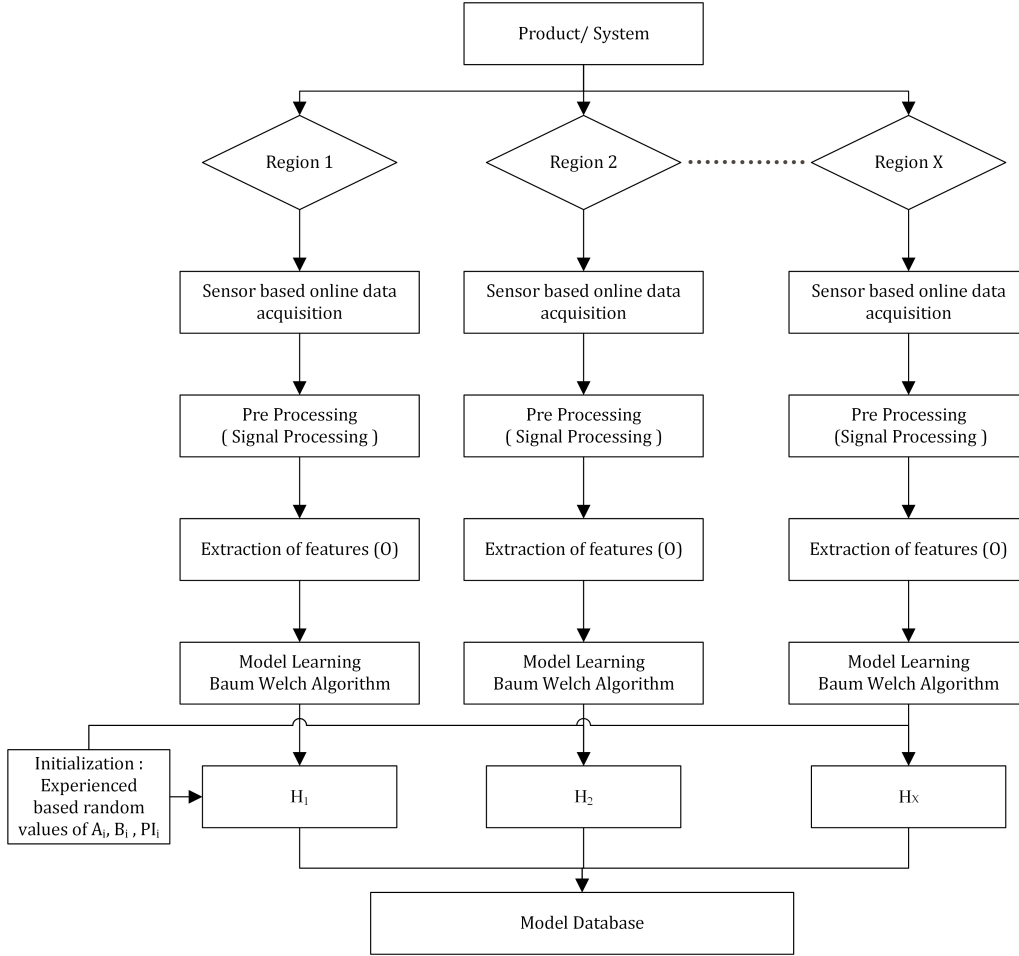 Product/ System
Region 1
Region 2
Region X
Sensor based online data
acquisition
Sensor based online data
acquisition
Sensor based online data
acquisition
Pre Processing
( Signal Processing )
Pre Processing
( Signal Processing )
Pre Processing
(Signal Processing )
Extraction of features (O)
Extraction of features (O)
Extraction of features (O)
Model Learning
Baum Welch Algorithm
Model Learning
Baum Welch Algorithm
Model Learning
Baum Welch Algorithm
Initialization :
Experienced
based random
values of Aᵢ, Bᵢ , PIᵢ
H₁
H₂
Hx
Model Database